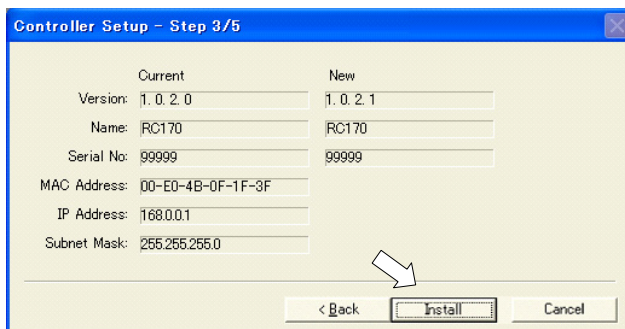 Controller Setup - Step 3/5
Current New
Version: 1. 0. 2. 0 1. 0. 2. 1
Name: RC170 RC170
Serial No: 99999 99999
MAC Address: 00-E0-4B-0F-1F-3F
IP Address: 168.0.0.1
Subnet Mask: 255.255.255.0
< Back Install Cancel